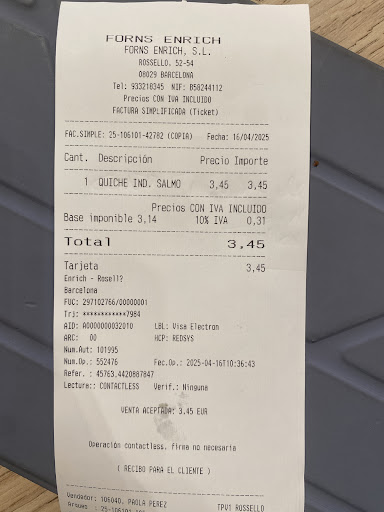 FORNS ENRICH
FORNS ENRICH, S.L.
ROSSELLO, 52-54
08029 BARCELONA
Tel: 933218345 NIF: B58244112
Precios CON IVA INCLUIDO
FACTURA SIMPLIFICADA (Ticket)
FAC.SIMPLE: 25-106101-42782 (COPIA) Fecha: 16/04/2025
Cant. Descripción Precio Importe
1 QUICHE IND. SALMO 3,45 3,45
Precios CON IVA INCLUIDO
Base imponible 3,14 10% IVA 0,31
Total 3,45
Tarjeta 3,45
Enrich - Rosell?
Barcelona
FUC: 297102766/00000001
Trj: ************7984
AID: A0000000032010 LBL: Visa Electron
ARC: 00 HCP: REDSYS
Num.Aut: 101995
Num.Op.: 552476 Fec.Op.: 2025-04-16T10:36:43
Refer. : 45763.4420887847
Lectura:: CONTACTLESS Verif.: Ninguna
VENTA ACEPTADA: 3.45 EUR
Operación contactless, firma no necesaria
( RECIBO PARA EL CLIENTE )
Vendedor: 106040. PAOLA PEREZ
TPV1 ROSSELLO